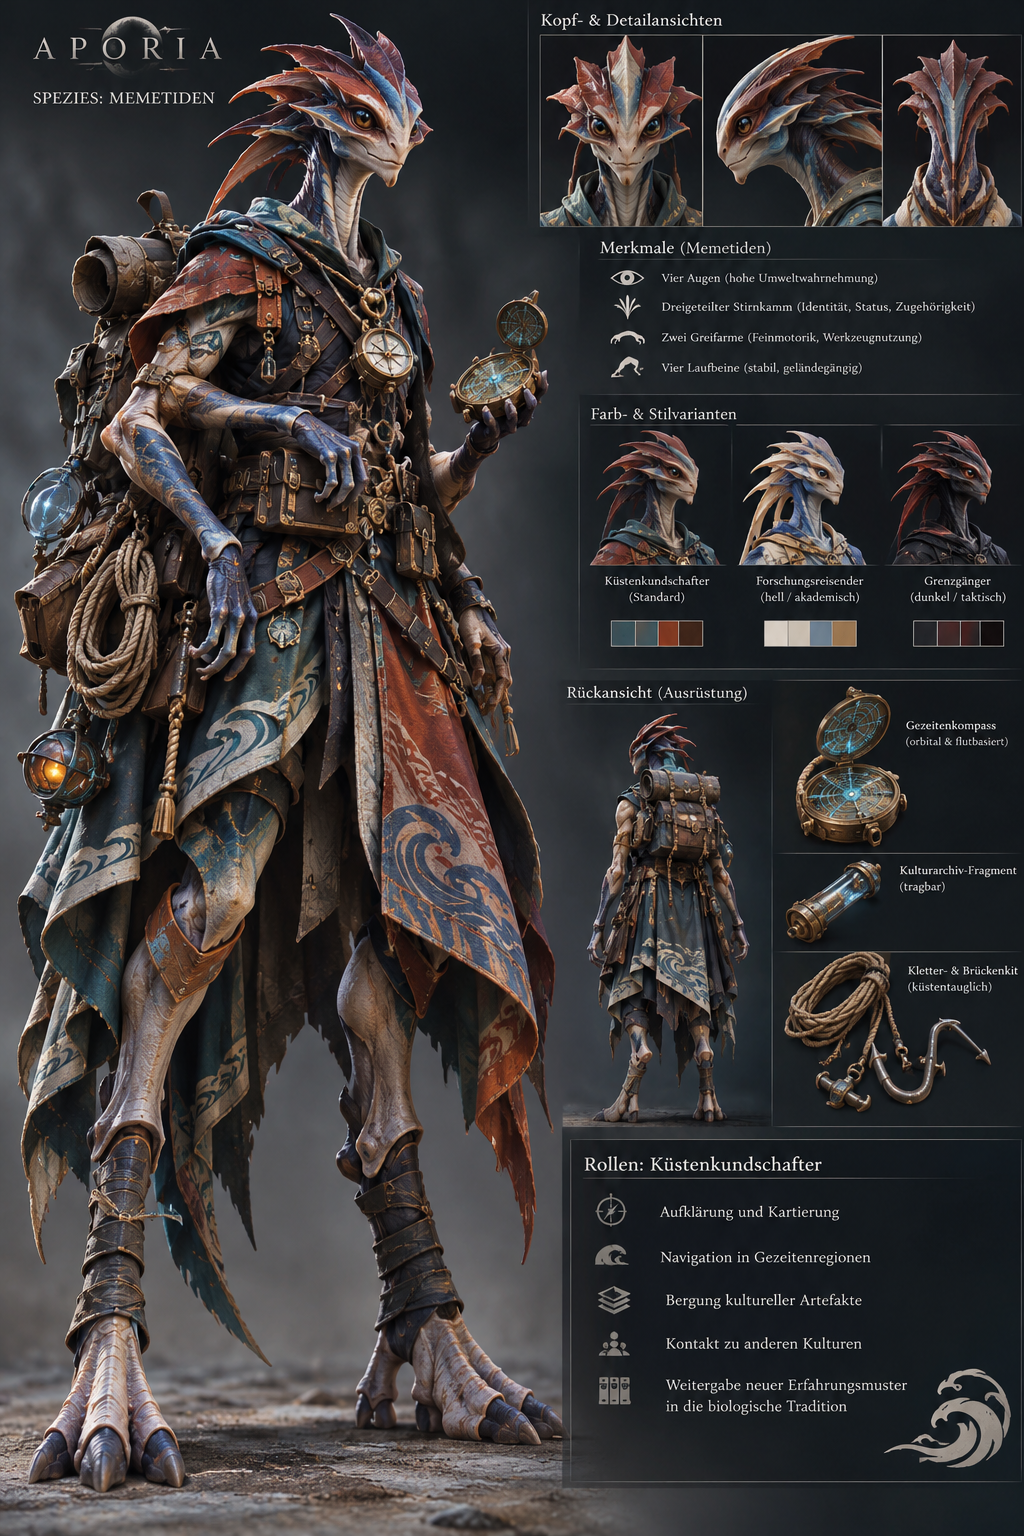 APORIA
SPEZIES: MEMETIDEN
Kopf- & Detailansichten
Merkmale (Memetiden)
Vier Augen (hohe Umweltwahrnehmung)
Dreigeteilter Stirnkamm (Identität, Status, Zugehörigkeit)
Zwei Greifarme (Feinmotorik, Werkzeugnutzung)
Vier Laufbeine (stabil, geländegängig)
Farb- & Stilvarianten
Küstenkundschafter
(Standard)
Forschungsreisender
(hell / akademisch)
Grenzgänger
(dunkel / taktisch)
Rückansicht (Ausrüstung)
Gezeitenkompass
(orbital & flutbasiert)
Kulturarchiv-Fragment
(tragbar)
Kletter- & Brückenkit
(küstentauglich)
Rollen: Küstenkundschafter
Aufklärung und Kartierung
Navigation in Gezeitenregionen
Bergung kultureller Artefakte
Kontakt zu anderen Kulturen
Weitergabe neuer Erfahrungsmuster
in die biologische Tradition